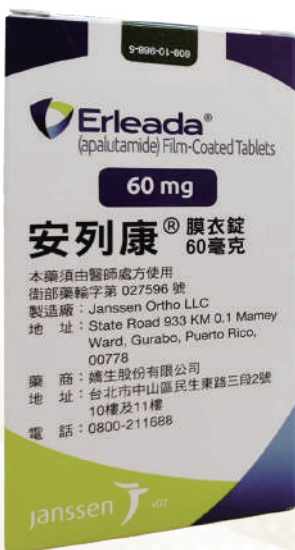 Erleada®
(apalutamide) Film-Coated Tablets
60 mg
安列康® 膜衣錠
60毫克
本藥須由醫師處方使用
衛部藥輸字第 027596 號
製造廠：Janssen Ortho LLC
地 址：State Road 933 KM 0.1 Mamey
Ward, Gurabo, Puerto Rico,
00778
藥 商：嬌生股份有限公司
地 址：台北市中山區民生東路三段2號
10樓及11樓
電 話：0800-211688
janssen